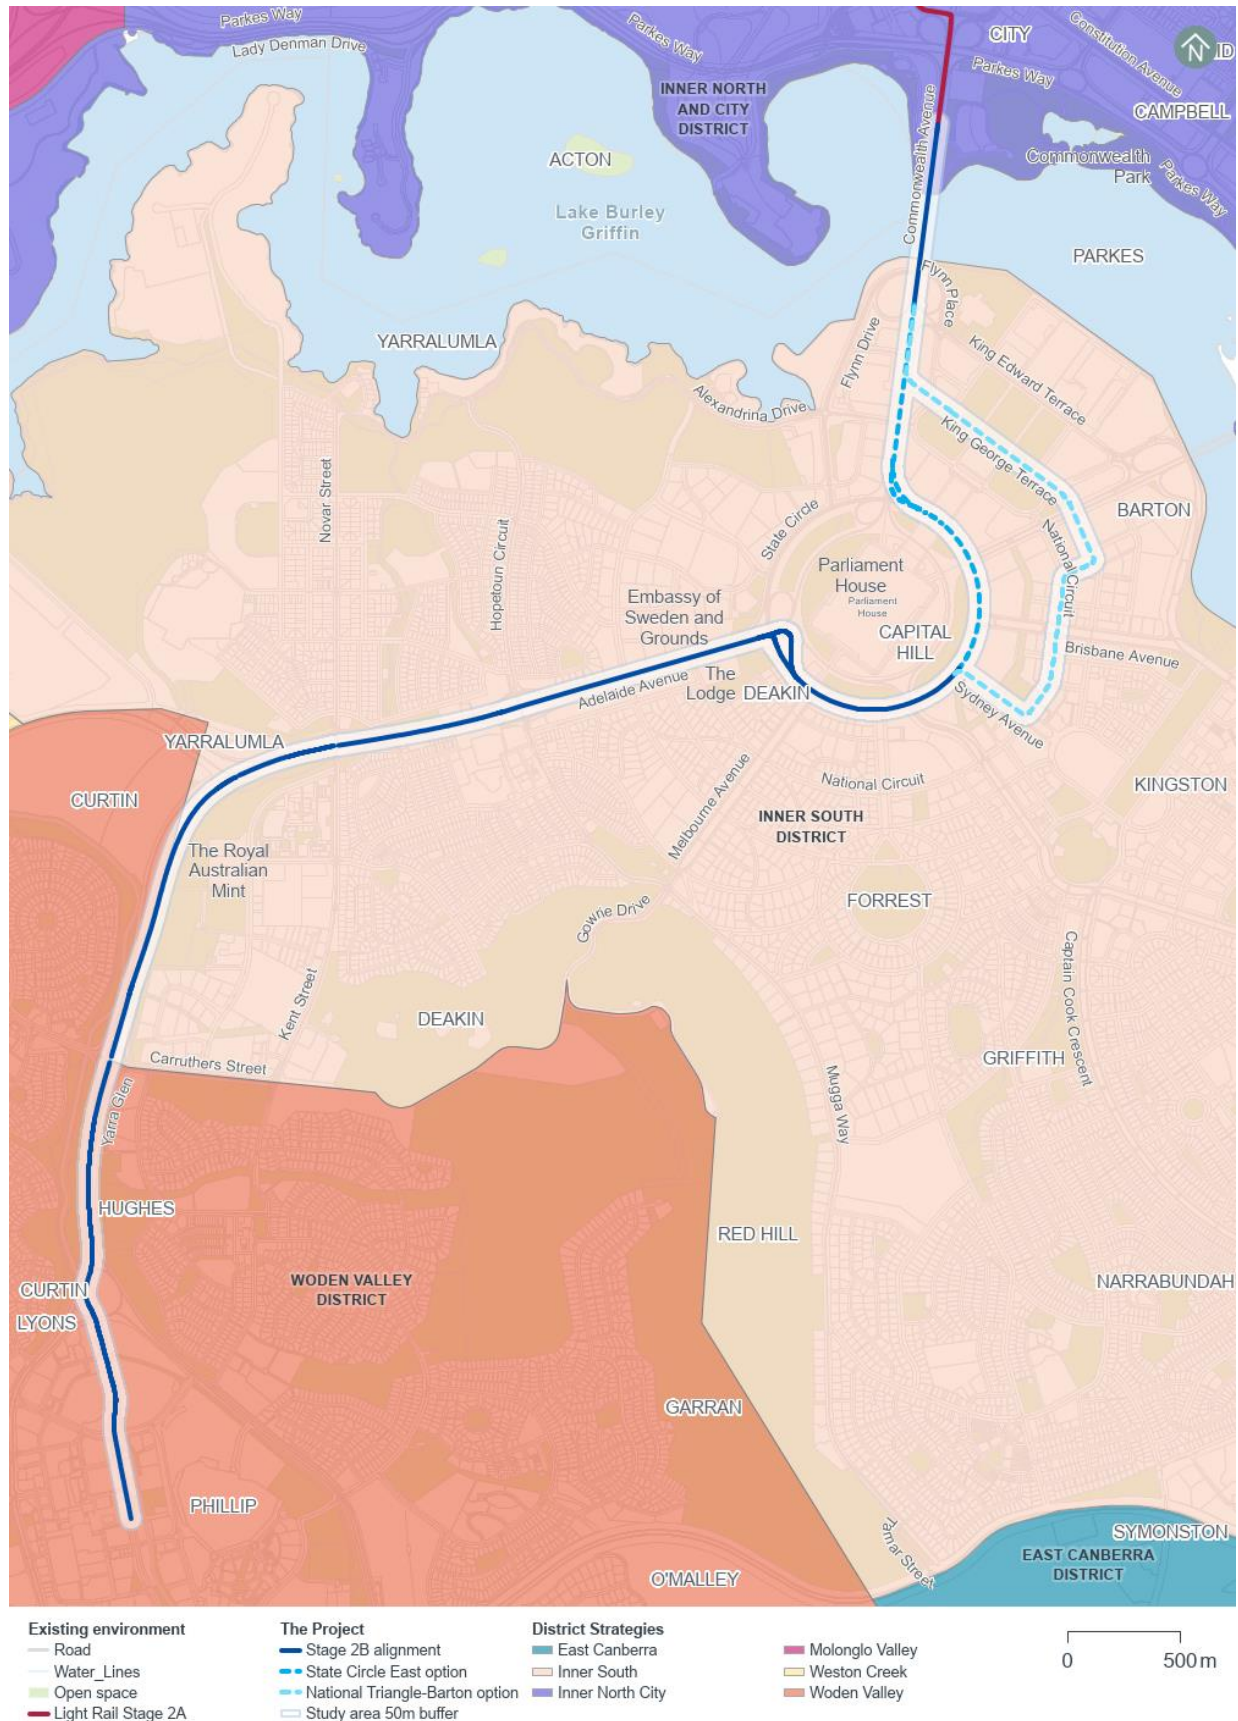 Parkes Way
Lady Denman Drive
Parkes Way
CITY
Constitution Avenue
N
ID
Parkes Way
INNER NORTH
AND CITY
DISTRICT
CAMPBELL
Commonwealth Avenue
Commonwealth
Park
Parkes Way
ACTON
Lake Burley
Griffin
PARKES
Flynn Place
YARRALUMLA
Flynn Drive
King Edward Terrace
Alexandrina Drive
King George Terrace
Novar Street
BARTON
State Circle
Hopetoun Circuit
National Circuit
Parliament
House
Parliament
House
Embassy of
Sweden and
Grounds
CAPITAL
HILL
Brisbane Avenue
The
Lodge
DEAKIN
Adelaide Avenue
Sydney Avenue
YARRALUMLA
CURTIN
National Circuit
KINGSTON
Melbourne Avenue
INNER SOUTH
DISTRICT
The Royal
Australian
Mint
FORREST
Gowrie Drive
Captain Cook Crescent
Kent Street
DEAKIN
GRIFFITH
Carruthers Street
Yarra Glen
Mugga Way
HUGHES
RED HILL
WODEN VALLEY
DISTRICT
NARRABUNDAH
CURTIN
LYONS
GARRAN
PHILLIP
Tamar Street
SYMONSTON
EAST CANBERRA
DISTRICT
O'MALLEY
Existing environment
Road
Water_Lines
Open space
Light Rail Stage 2A
The Project
Stage 2B alignment
State Circle East option
National Triangle-Barton option
Study area 50m buffer
District Strategies
East Canberra
Inner South
Inner North City
Molonglo Valley
Weston Creek
Woden Valley
0 500 m